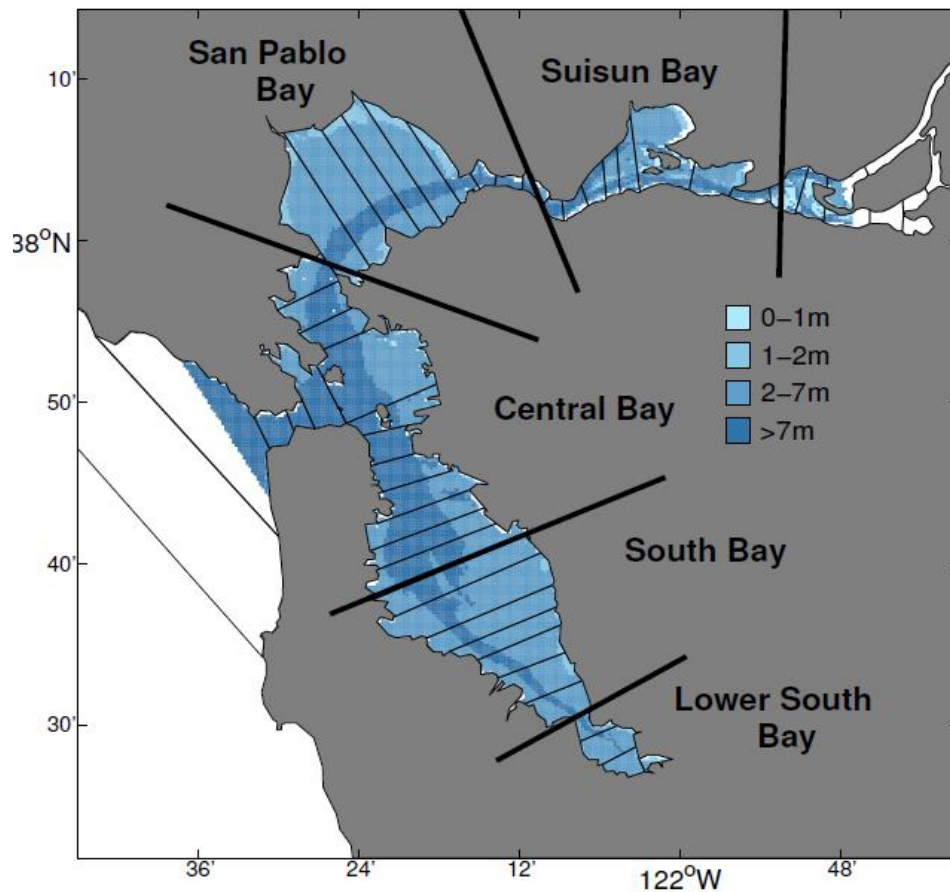 San Pablo
Bay
Suisun Bay
10'
38°N
0−1m
1−2m
2−7m
>7m
50'
Central Bay
40'
South Bay
30'
Lower South
Bay
36'
24'
12'
122°W
48'